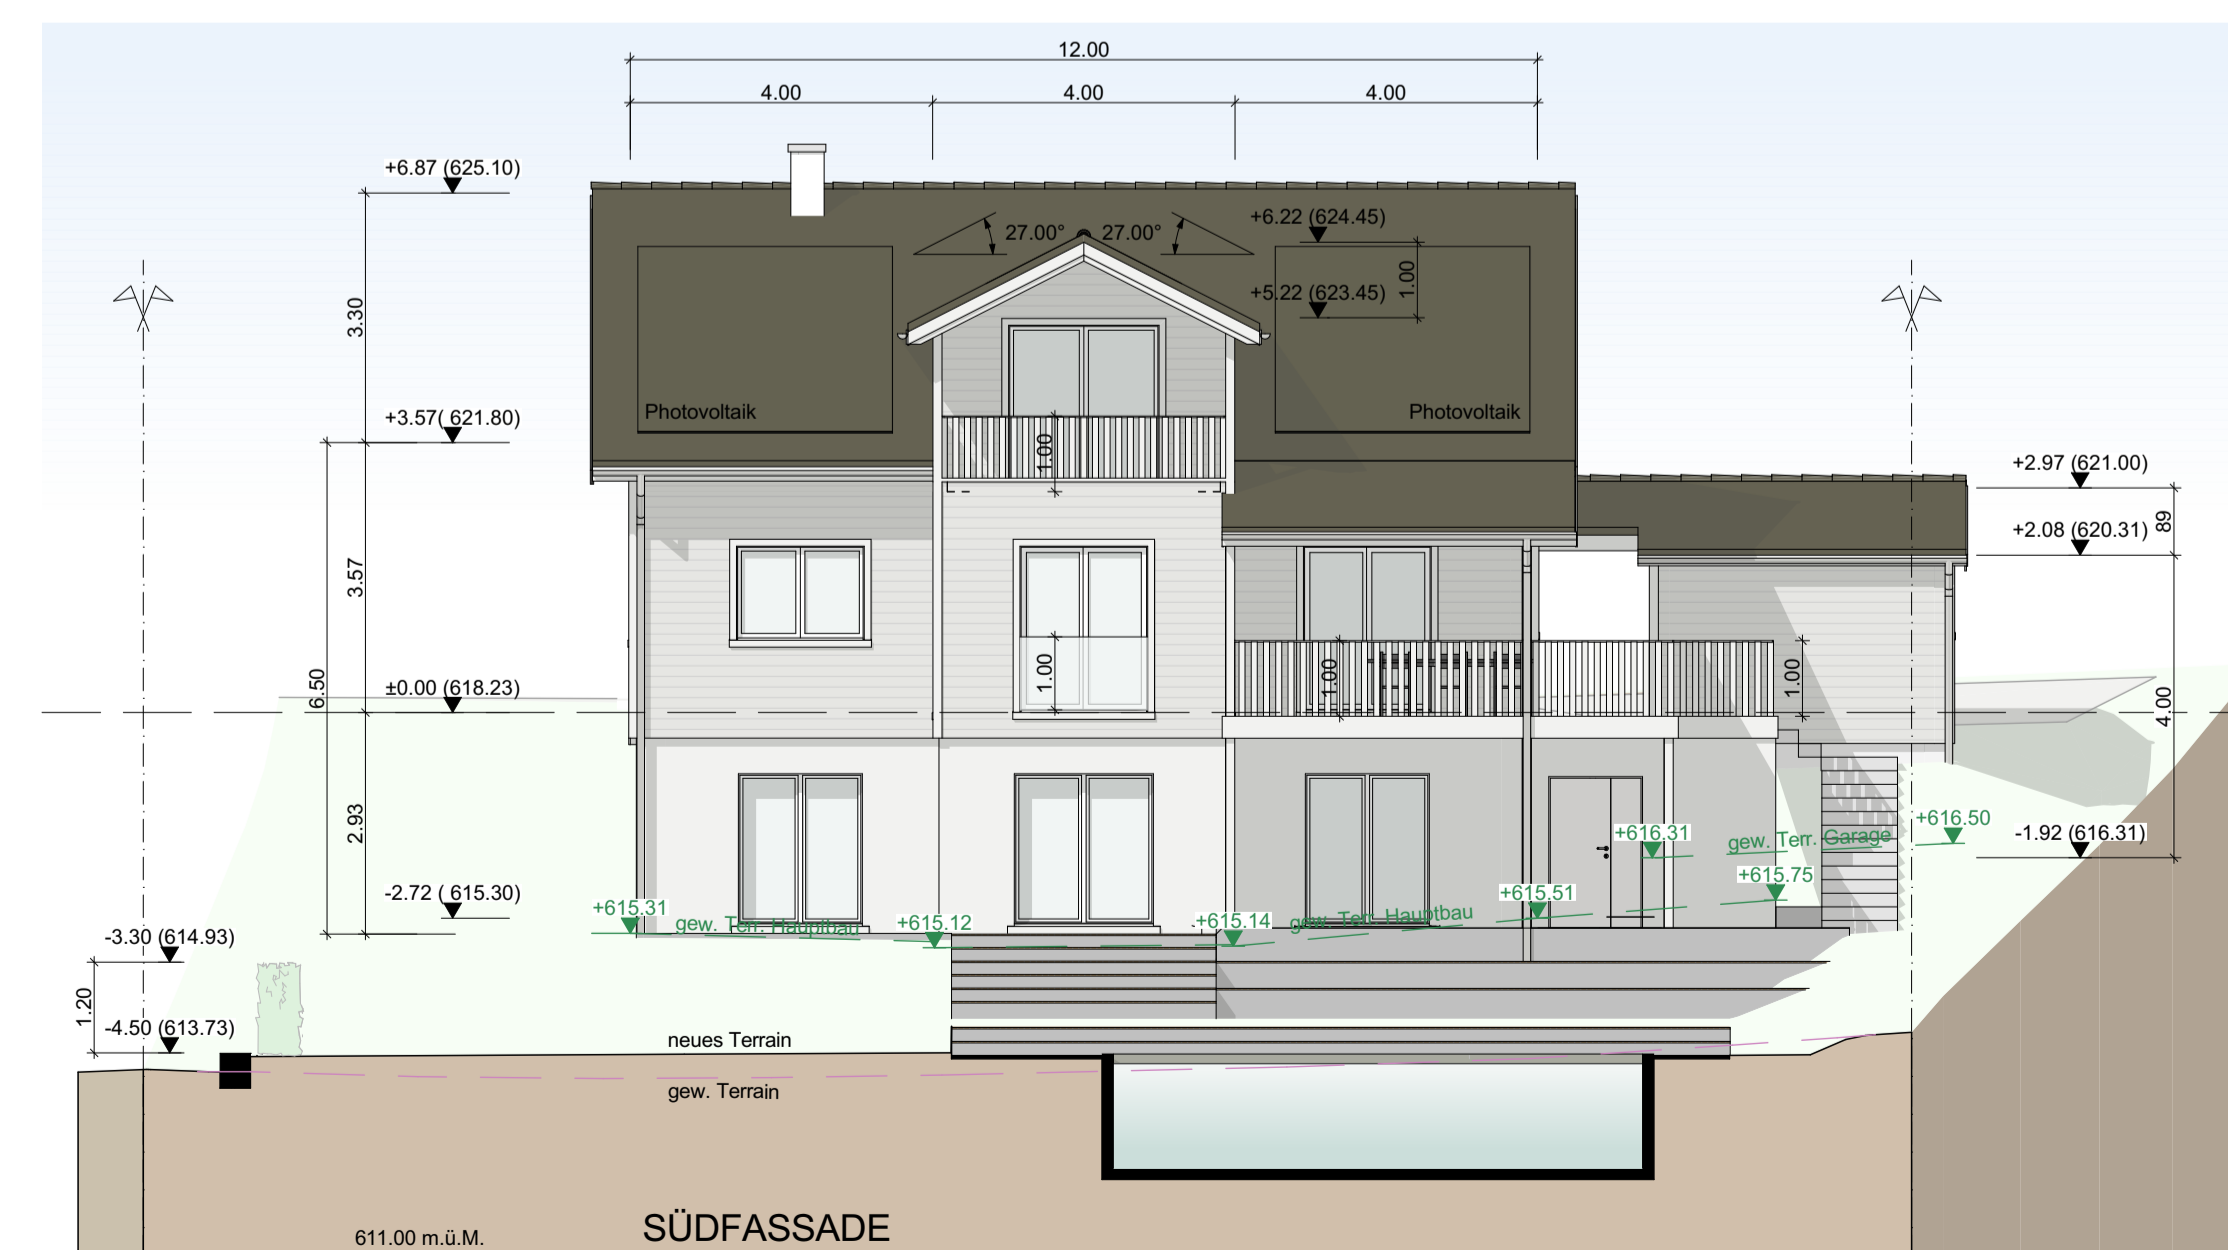 12.00
4.00 4.00 4.00
+6.87 (625.10)
27.00° 27.00°
+6.22 (624.45)
1.00
+5.22 (623.45)
3.30
Photovoltaik
Photovoltaik
+3.57( 621.80)
1.00
+2.97 (621.00)
89
+2.08 (620.31)
3.57
6.50
±0.00 (618.23)
1.00
1.00
1.00
4.00
2.93
+616.31
gew. Terr. Garage
+616.50
-1.92 (616.31)
-2.72 ( 615.30)
+615.31
gew. Terr. Hauptbau
+615.12
+615.14
gew. Terr. Hauptbau
+615.51
+615.75
-3.30 (614.93)
1.20
-4.50 (613.73)
neues Terrain
gew. Terrain
SÜDFASSADE
611.00 m.ü.M.